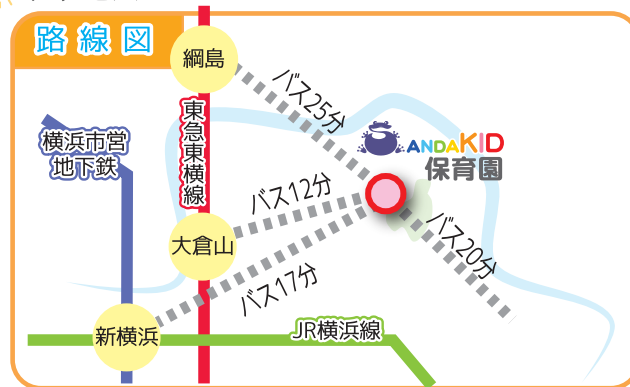 路線図
綱島
バス25分
東急東横線
横浜市営
地下鉄
ANDAKID
保育園
バス12分
大倉山
バス20分
バス17分
新横浜
JR横浜線